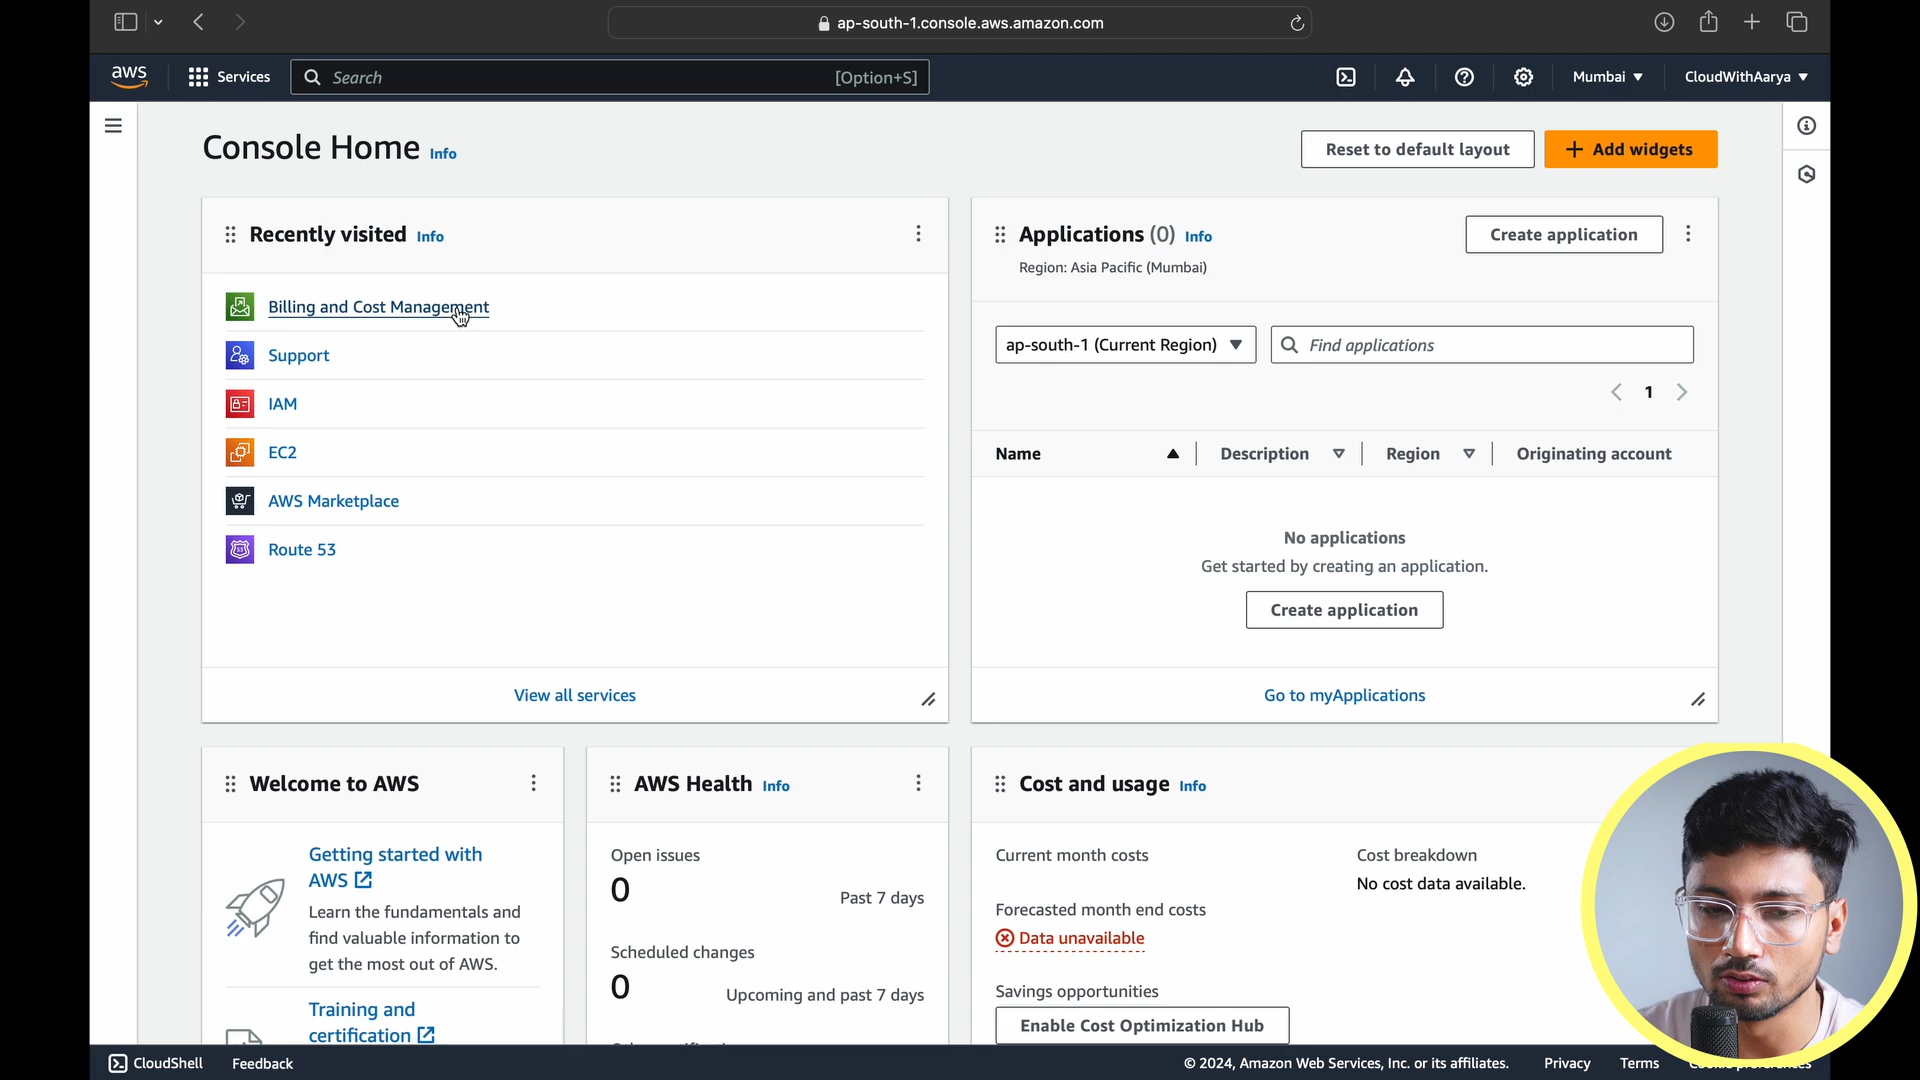 ap-south-1.console.aws.amazon.com
aws
Services
Search
[Option+S]
Mumbai
CloudWithAarya
Console Home Info
Reset to default layout
Add widgets
Recently visited Info
Billing and Cost Management
Support
IAM
EC2
AWS Marketplace
Route 53
View all services
Applications (0) Info
Create application
Region: Asia Pacific (Mumbai)
ap-south-1 (Current Region)
Find applications
1
Name
Description
Region
Originating account
No applications
Get started by creating an application.
Create application
Go to myApplications
Welcome to AWS
Getting started with
AWS
Learn the fundamentals and
find valuable information to
get the most out of AWS.
Training and
certification
AWS Health Info
Open issues
0
Past 7 days
Scheduled changes
0
Upcoming and past 7 days
Cost and usage Info
Current month costs
Cost breakdown
No cost data available.
Forecasted month end costs
Data unavailable
Savings opportunities
Enable Cost Optimization Hub
CloudShell
Feedback
© 2024, Amazon Web Services, Inc. or its affiliates.
Privacy
Terms